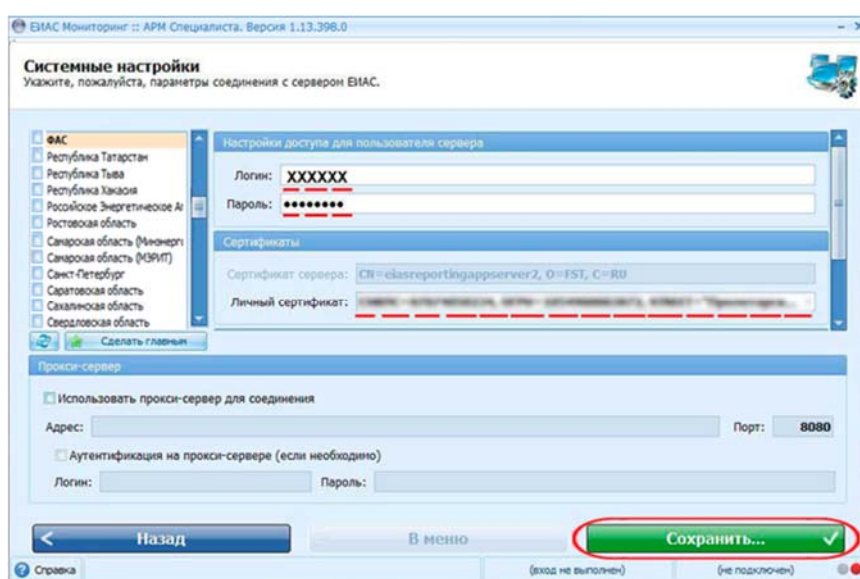 ЕИАС Мониторинг :: АРМ Специалиста. Версия 1.13.398.0
Системные настройки
Укажите, пожалуйста, параметры соединения с сервером ЕИАС.
ФАС
Республика Татарстан
Республика Тыва
Республика Хакасия
Российское Энергетическое Аг
Ростовская область
Самарская область (Минэнерго
Самарская область (МЭРИТ)
Санкт-Петербург
Саратовская область
Сахалинская область
Свердловская область
Сделать главным
Настройки доступа для пользователя сервера
Логин: XXXXXX
Пароль: ●●●●●●●●
Сертификаты
Сертификат сервера: CN=eiasreportingappserver2, O=FST, C=RU
Личный сертификат:
Прокси-сервер
Использовать прокси-сервер для соединения
Адрес: Порт: 8080
Аутентификация на прокси-сервере (если необходимо)
Логин: Пароль:
< Назад В меню Сохранить...
Справка (вход не выполнен) (не подключен)